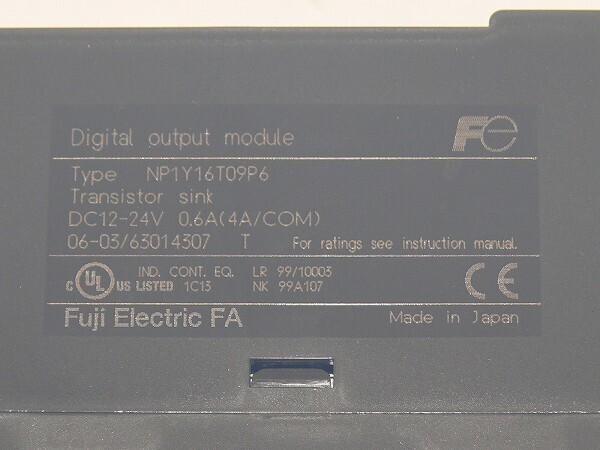 Digital output module
Fe
Type NP1Y16T09P6
Transistor sink
DC12-24V 0.6A(4A/COM)
06-03/63014307 T For ratings see instruction manual.
C UL US LISTED IND. CONT. EQ. 1C13 LR 99/10003 NK 99A107 CE
Fuji Electric FA Made in Japan